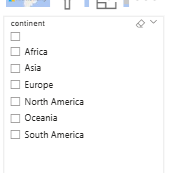 continent
Africa
Asia
Europe
North America
Oceania
South America